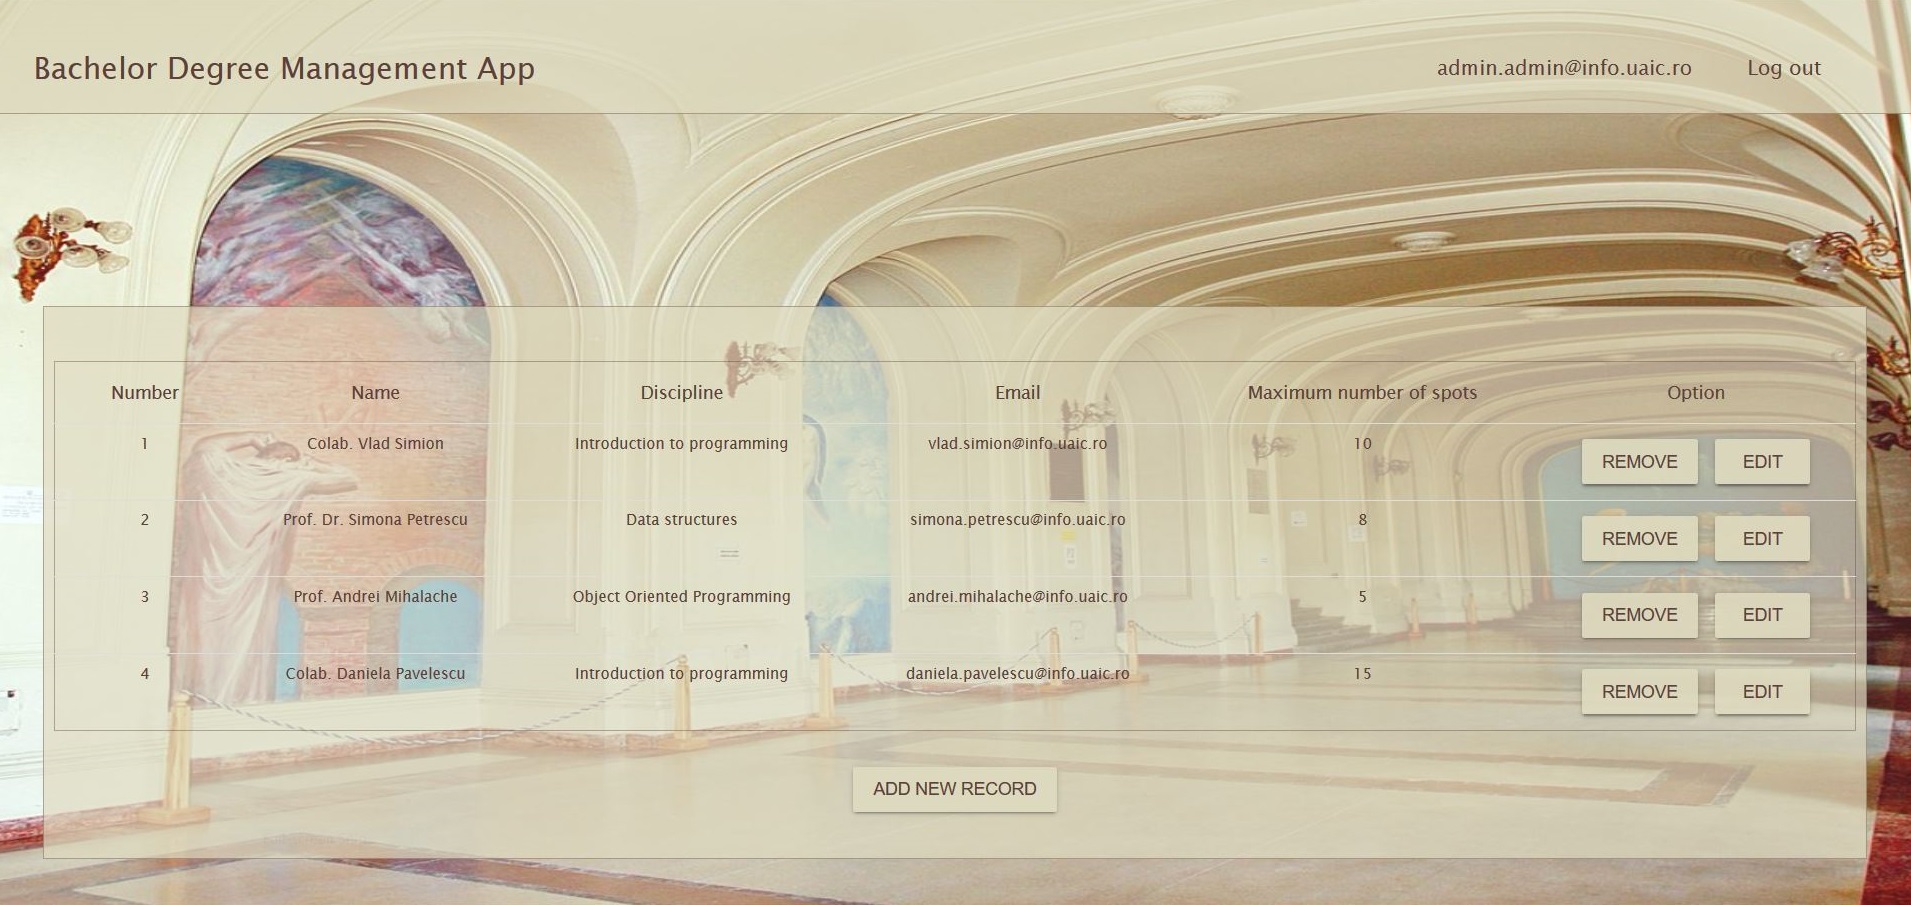 Bachelor Degree Management App admin.admin@info.uaic.ro Log out
Number Name Discipline Email Maximum number of spots Option
1 Colab. Vlad Simion Introduction to programming vlad.simion@info.uaic.ro 10 REMOVE EDIT
2 Prof. Dr. Simona Petrescu Data structures simona.petrescu@info.uaic.ro 8 REMOVE EDIT
3 Prof. Andrei Mihalache Object Oriented Programming andrei.mihalache@info.uaic.ro 5 REMOVE EDIT
4 Colab. Daniela Pavelescu Introduction to programming daniela.pavelescu@info.uaic.ro 15 REMOVE EDIT
ADD NEW RECORD